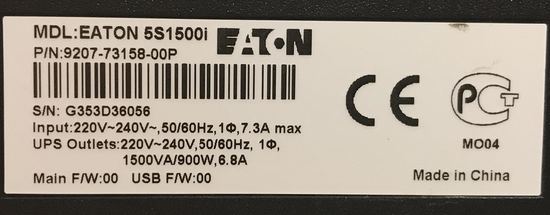 MDL:EATON 5S1500i EATON
P/N:9207-73158-00P
S/N: G353D36056
Input:220V~240V~,50/60Hz,1Φ,7.3A max
UPS Outlets:220V~240V,50/60Hz, 1Φ,
1500VA/900W,6.8A
Main F/W:00 USB F/W:00
CE
PCT
MO04
Made in China